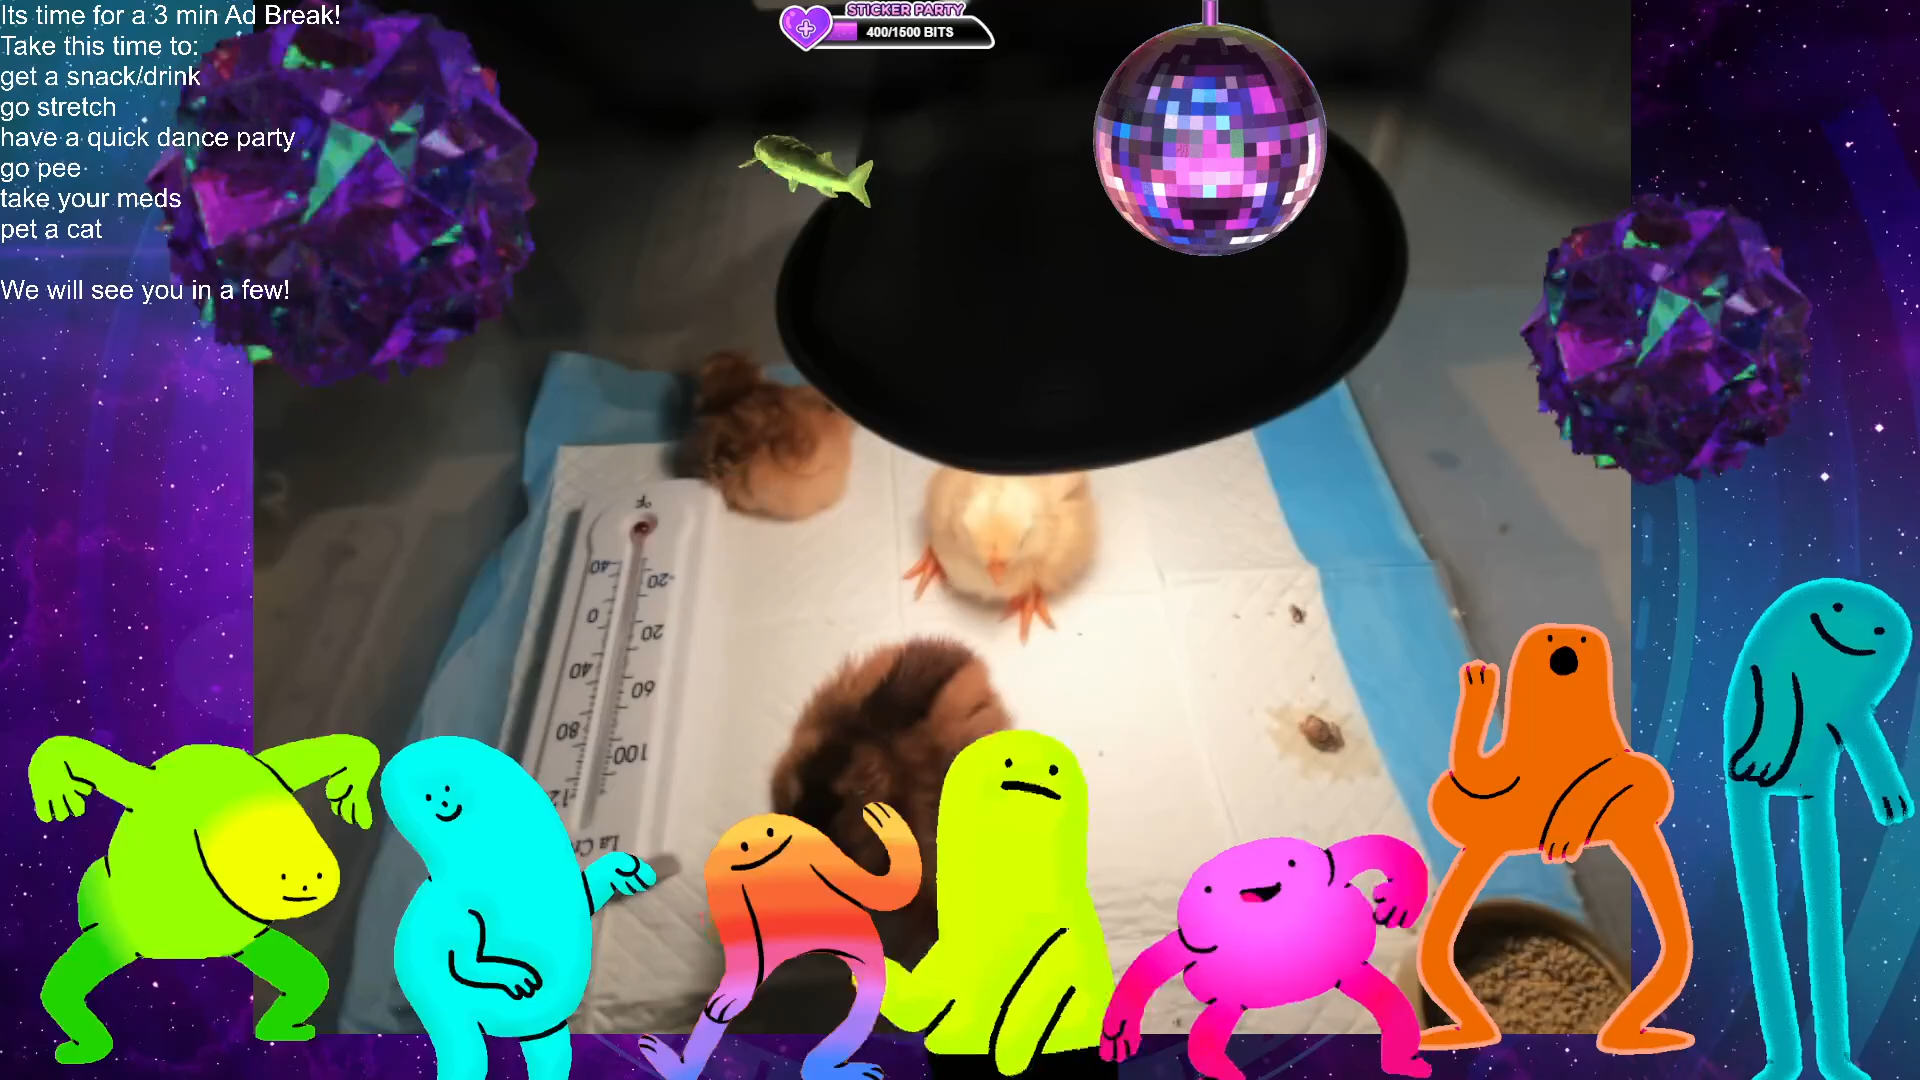 Its time for a 3 min Ad Break!
Take this time to:
get a snack/drink
go stretch
have a quick dance party
go pee
take your meds
pet a cat
We will see you in a few!
STICKER PARTY
400/1500 BITS
°F
-40
-20
0
20
40
60
80
100